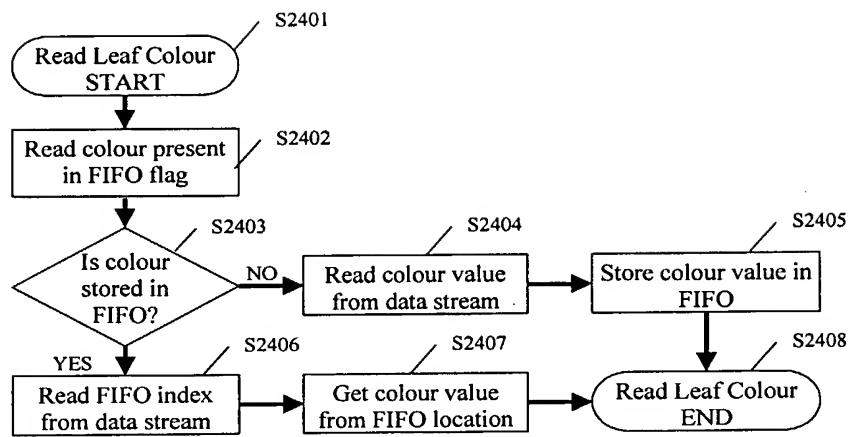 S2401
Read Leaf Colour
START
S2402
Read colour present
in FIFO flag
S2403
Is colour
stored in
FIFO?
NO
S2404
Read colour value
from data stream
S2405
Store colour value in
FIFO
YES
S2406
Read FIFO index
from data stream
S2407
Get colour value
from FIFO location
S2408
Read Leaf Colour
END